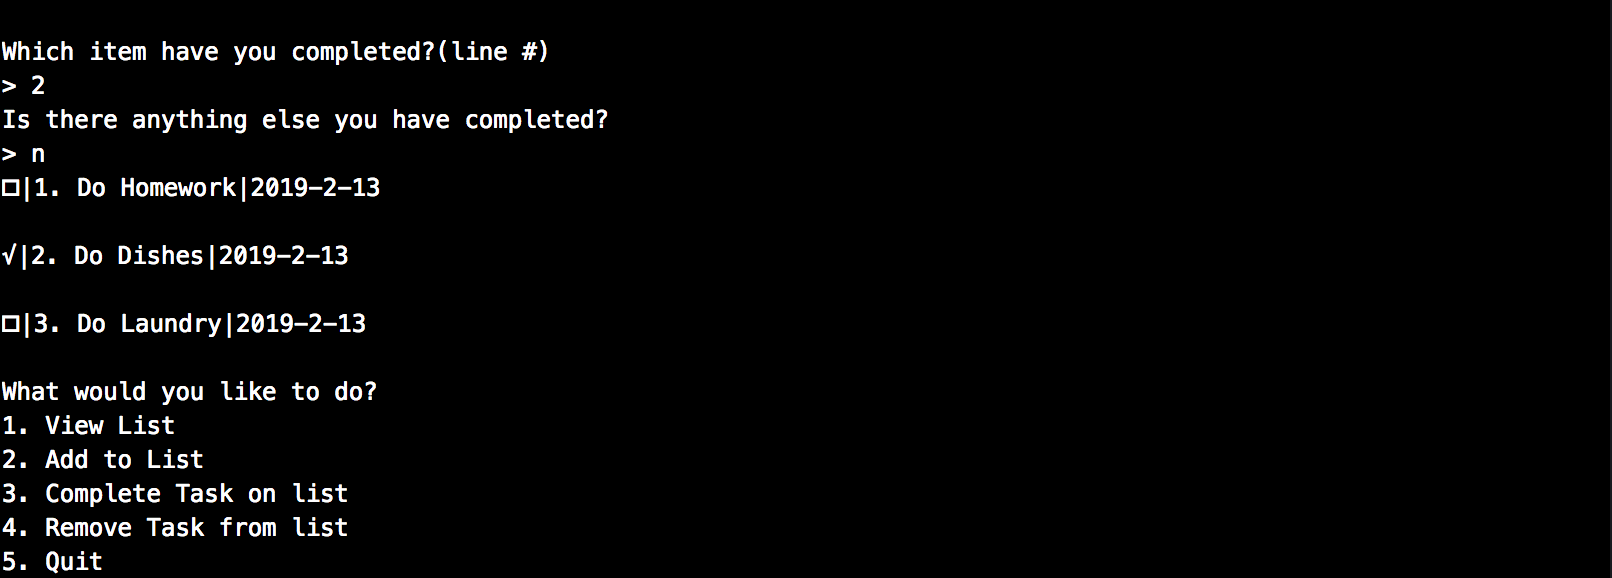 Which item have you completed?(line #)
> 2
Is there anything else you have completed?
> n
□|1. Do Homework|2019-2-13
√|2. Do Dishes|2019-2-13
□|3. Do Laundry|2019-2-13
What would you like to do?
1. View List
2. Add to List
3. Complete Task on list
4. Remove Task from list
5. Quit